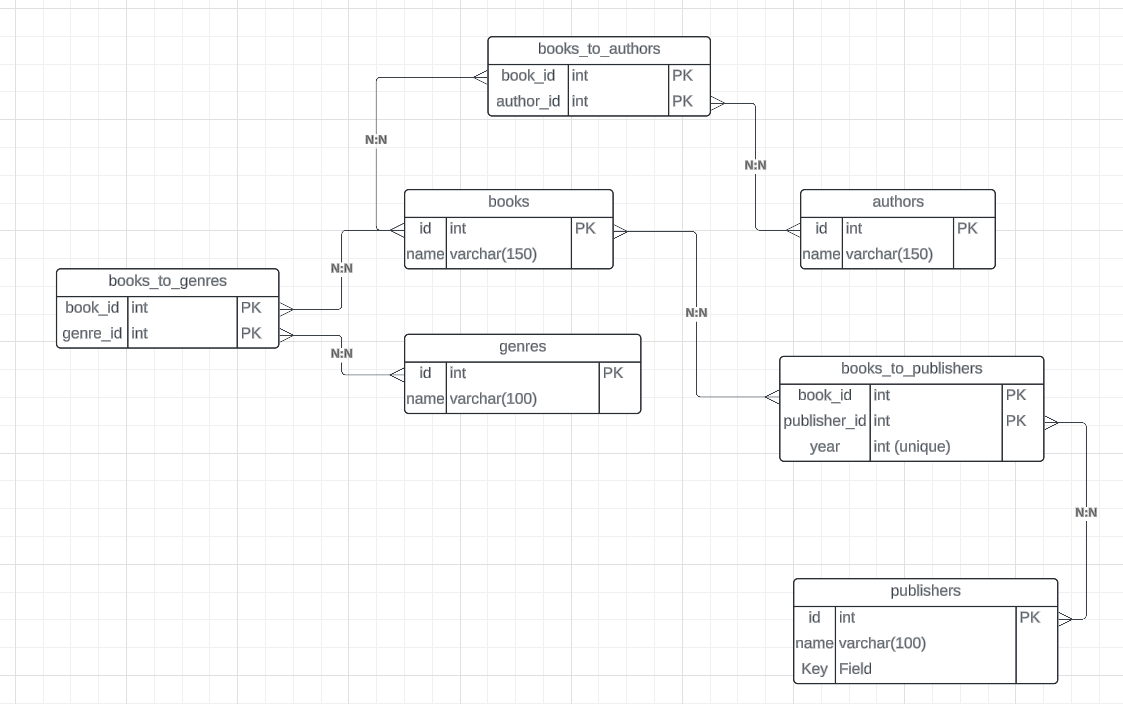 books_to_authors
book_id int PK
author_id int PK
N:N
N:N
books
id int PK
name varchar(150)
authors
id int PK
name varchar(150)
N:N
books_to_genres
book_id int PK
genre_id int PK
N:N
N:N
genres
id int PK
name varchar(100)
books_to_publishers
book_id int PK
publisher_id int PK
year int (unique)
N:N
publishers
id int PK
name varchar(100)
Key Field